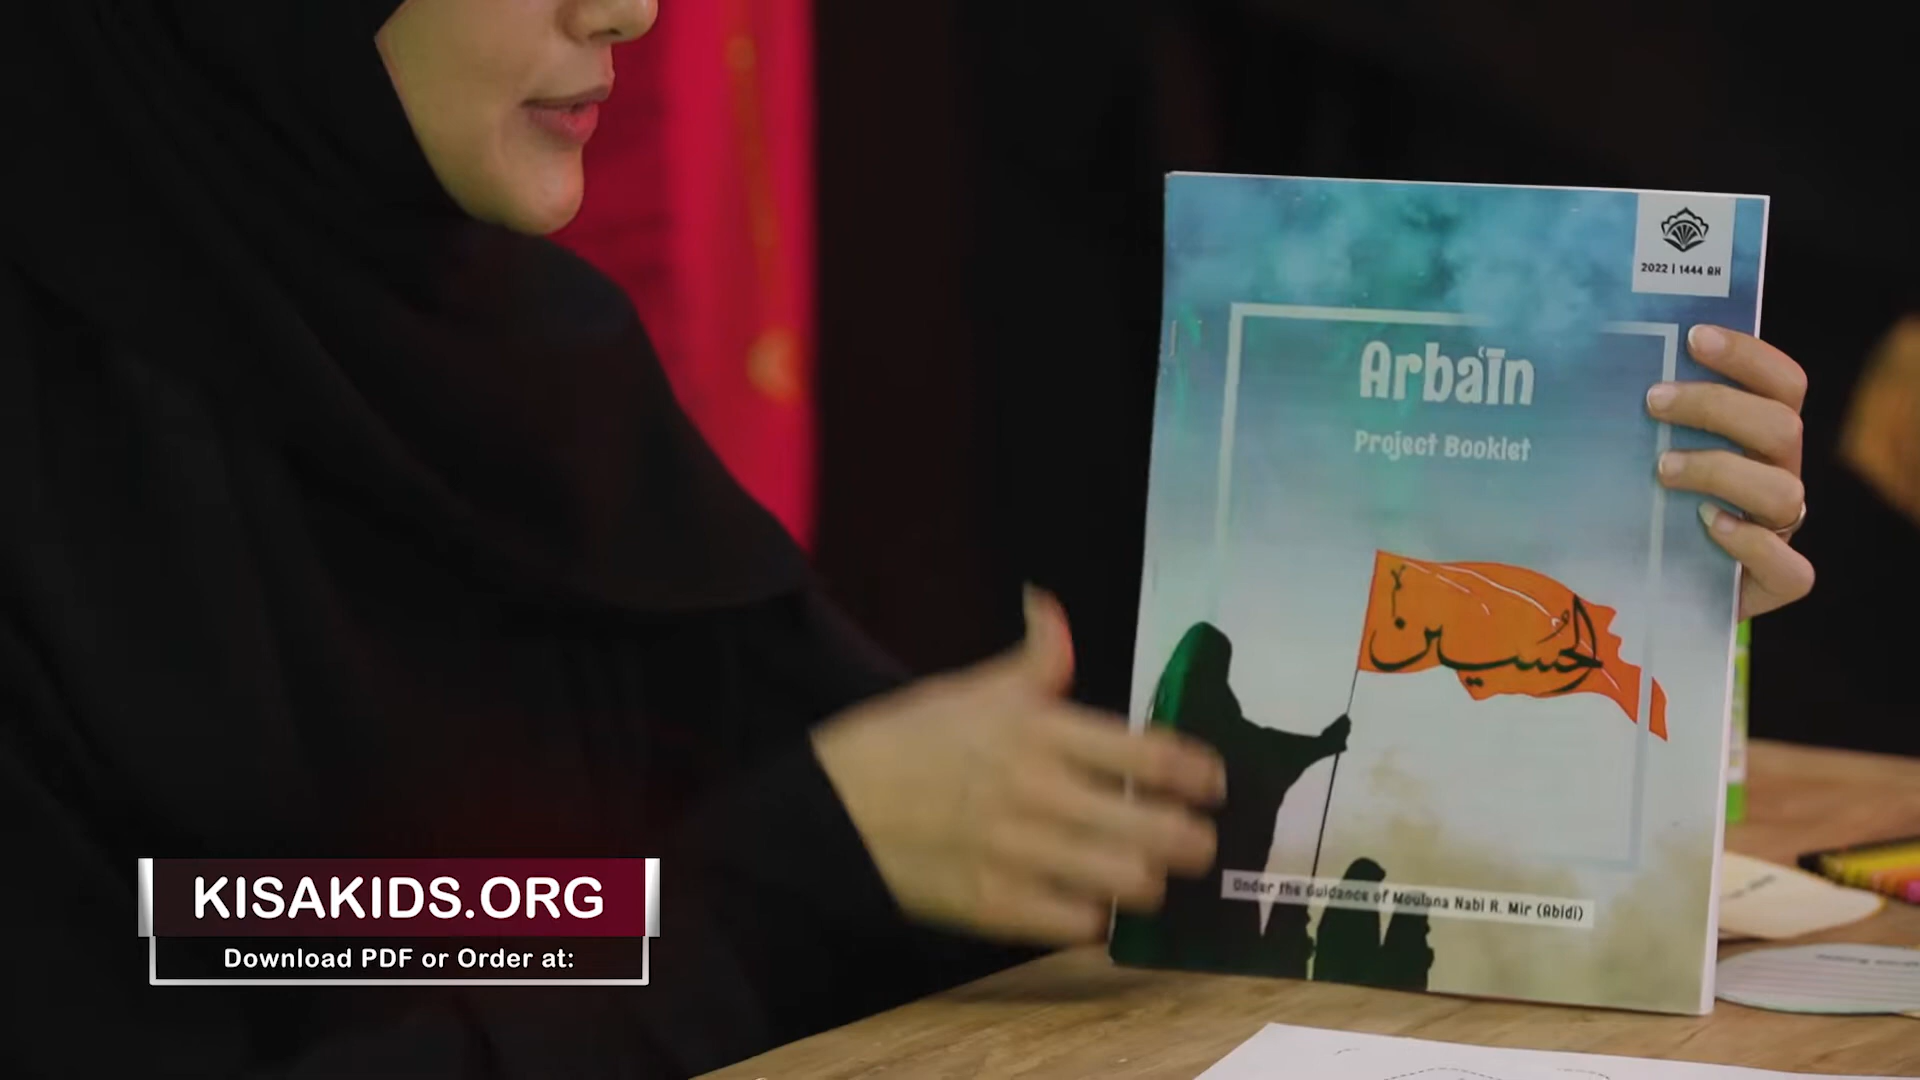 2022 | 1444 AH
Arbaʿīn
Project Booklet
الحسين
Under the Guidance of Moulana Nabi R. Mir (Abidi)
KISAKIDS.ORG
Download PDF or Order at: